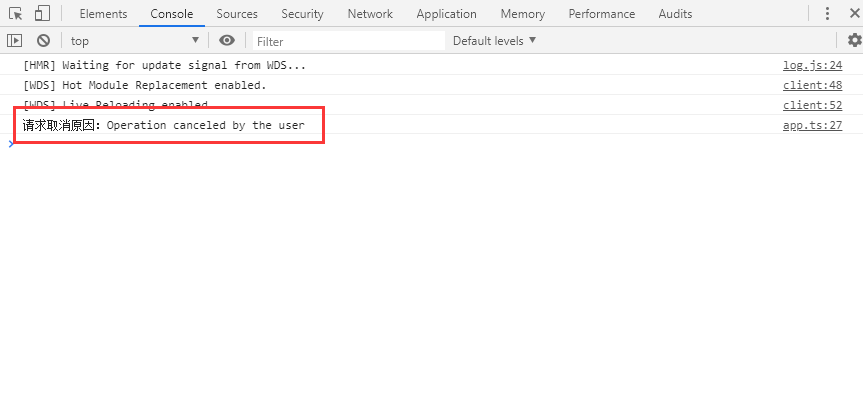 Elements Console Sources Security Network Application Memory Performance Audits
top Filter Default levels
[HMR] Waiting for update signal from WDS... log.js:24
[WDS] Hot Module Replacement enabled. client:48
[WDS] Live Reloading enabled. client:52
请求取消原因：Operation canceled by the user app.ts:27